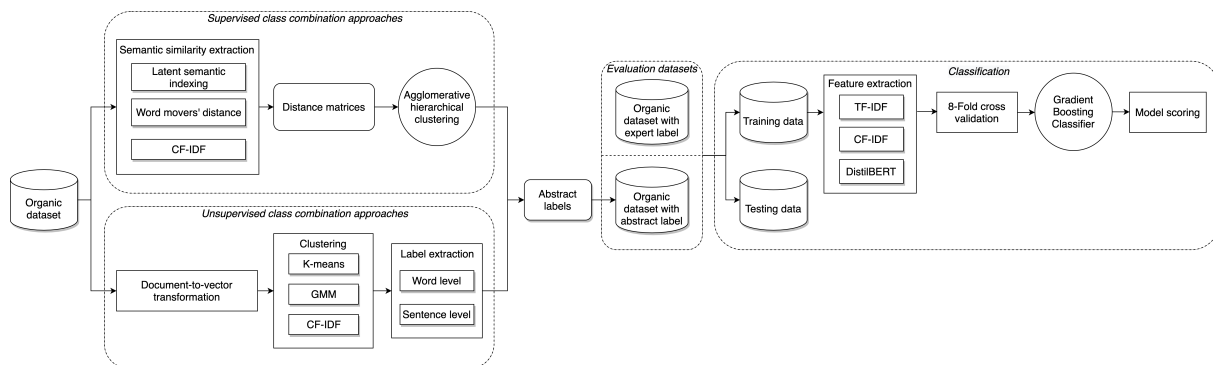 Organic
dataset
Supervised class combination approaches
Semantic similarity extraction
Latent semantic
indexing
Word movers' distance
CF-IDF
Distance matrices
Agglomerative
hierarchical
clustering
Unsupervised class combination approaches
Document-to-vector
transformation
Clustering
K-means
GMM
CF-IDF
Label extraction
Word level
Sentence level
Abstract
labels
Evaluation datasets
Organic
dataset with
expert label
Organic
dataset with
abstract label
Classification
Training data
Testing data
Feature extraction
TF-IDF
CF-IDF
DistilBERT
8-Fold cross
validation
Gradient
Boosting
Classifier
Model scoring